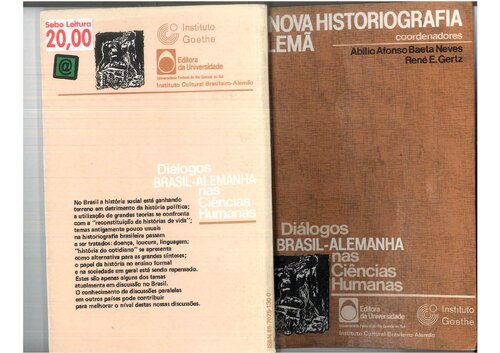 Sebo Leitura
20,00
@
Instituto
Goethe
Editora
da Universidade
Universidade Federal do Rio Grande do Sul
Instituto Cultural Brasileiro-Alemão
Diálogos
BRASIL-ALEMANHA
nas
Ciências
Humanas
No Brasil a história social está ganhando
terreno em detrimento da história política;
a utilização de grandes teorias se confronta
com a "reconstituição de histórias de vida";
temas antigamente pouco usuais
na historiografia brasileira passam
a ser tratados: doença, loucura, linguagem;
"história do cotidiano" se apresenta
como alternativa para as grandes sínteses;
o papel da história no ensino formal
e na sociedade em geral está sendo repensado.
Estes são apenas alguns dos temas
atualmente em discussão no Brasil.
O conhecimento de discussões paralelas
em outros países pode contribuir
para melhorar o nível destas nossas discussões.
NOVA HISTORIOGRAFIA
LEMÃ
coordenadores
Abílio Afonso Baeta Neves
René E. Gertz
Diálogos
BRASIL-ALEMANHA
nas
Ciências
Humanas
Editora
da Universidade
Universidade Federal do Rio Grande do Sul
Instituto
Goethe
Instituto Cultural Brasileiro-Alemão